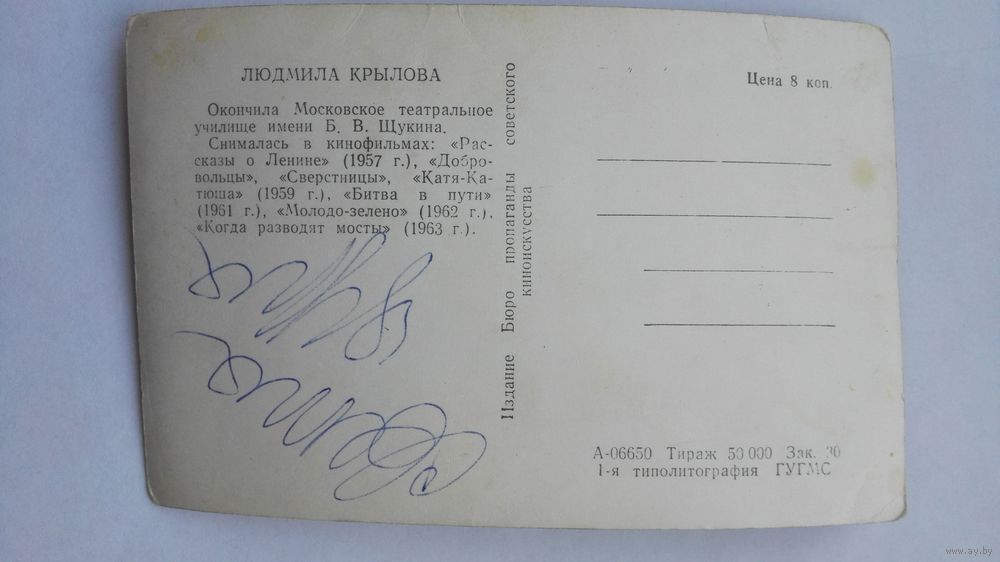 ЛЮДМИЛА КРЫЛОВА
Окончила Московское театральное
училище имени Б. В. Щукина.
Снималась в кинофильмах: «Рас-
сказы о Ленине» (1957 г.), «Добро-
вольцы», «Сверстницы», «Катя-Ка-
тюша» (1959 г.), «Битва в пути»
(1961 г.), «Молодо-зелено» (1962 г.),
«Когда разводят мосты» (1963 г.).
Издание Бюро пропаганды советского
киноискусства
Цена 8 коп.
А-06650 Тираж 50 000 Зак. 30
1-я типолитография ГУГМС
www.ay.by